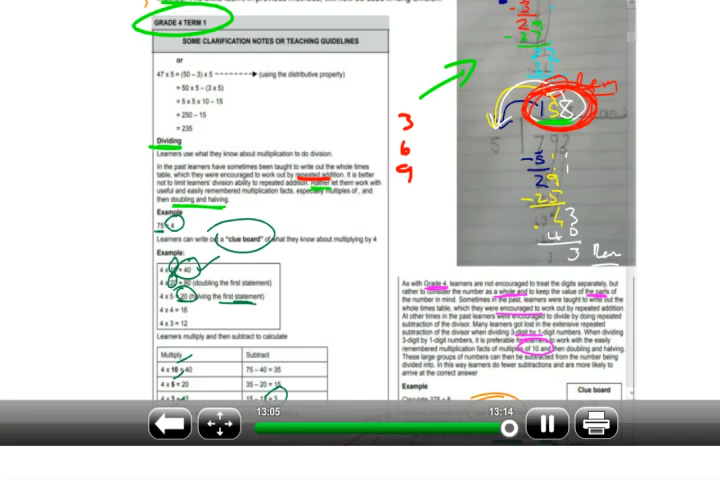 GRADE 4 TERM 1
SOME CLARIFICATION NOTES OR TEACHING GUIDELINES
or
47 x 5 = (50 – 3) x 5 (using the distributive property)
= 50 x 5 – (3 x 5)
= 5 x 5 x 10 – 15
= 250 – 15
= 235
Dividing
Learners use what they know about multiplication to do division.
In the past learners have sometimes been taught to write out the whole times
table, which they were encouraged to work out by repeated addition. It is better
not to limit learners' division ability to repeated addition. Rather let them work with
useful and easily remembered multiplication facts, especially multiples of , and
then doubling and halving.
Example
75 4
Learners can write out a "clue board" of what they know about multiplying by 4
Example:
4 x = 40
4 x 20 = 80 (doubling the first statement)
4 x 5 = 20 (halving the first statement)
4 x 4 = 16
4 x 3 = 12
Learners multiply and then subtract to calculate
Multiply Subtract
4 x 10 = 40 75 – 40 = 35
4 x 5 = 20 35 – 20 = 15
3
6
9
-3
29
-27
Rem
158
5 793
-5
29
-25
43
40
3 Rem
As with Grade 4, learners are not encouraged to treat the digits separately, but
rather to consider the number as a whole and to keep the value of the parts of
the number in mind. Sometimes in the past, learners were taught to write out the
whole times table, which they were encouraged to work out by repeated addition.
At other times in the past learners were encouraged to divide by doing repeated
subtraction of the divisor. Many learners got lost in the extensive repeated
subtraction of the divisor when dividing 3-digit by 1-digit numbers. When dividing
3-digit by 1-digit numbers, it is preferable for learners to work with the easily
remembered multiplication facts of multiples of 10 and then doubling and halving.
These large groups of numbers can then be subtracted from the number being
divided into. In this way learners do fewer subtractions and are more likely to
arrive at the correct answer
Example
Clue board
13:05 13:14